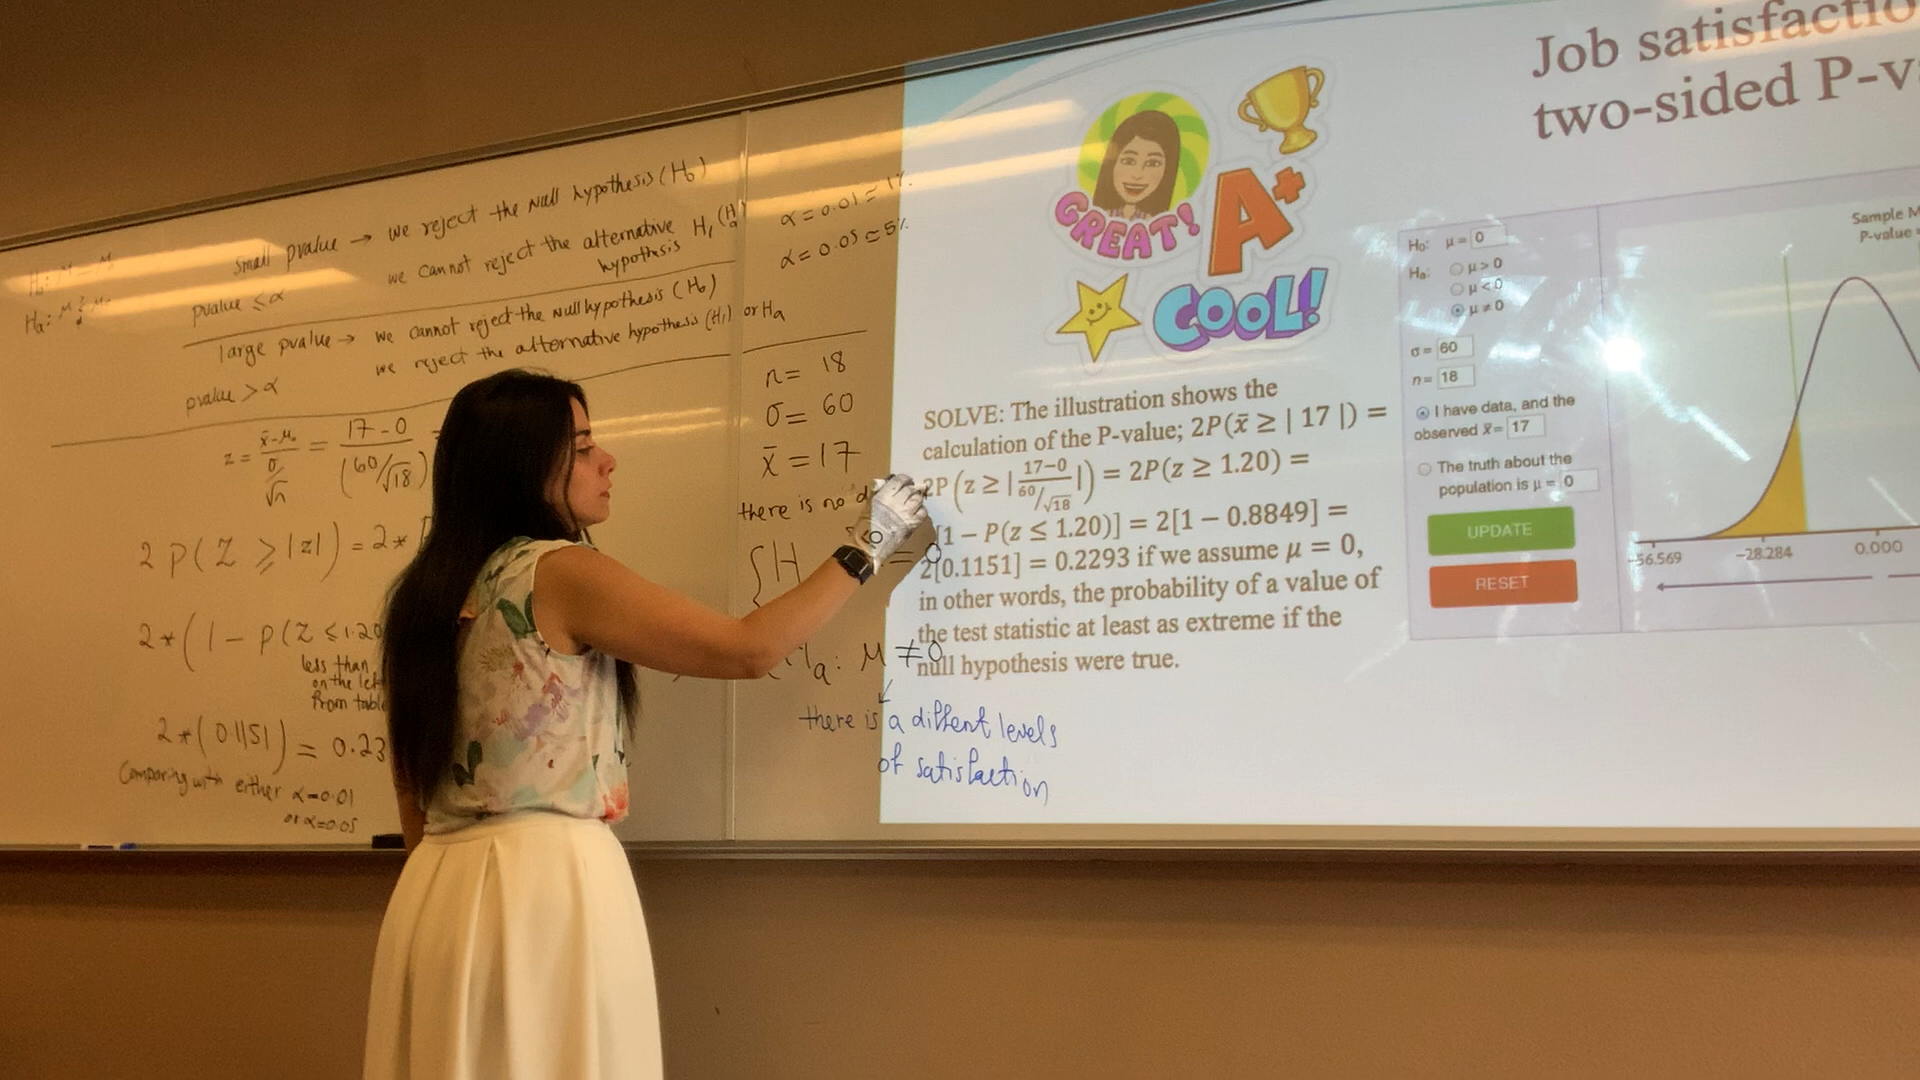 H₀: μ = μ₀
Hₐ:
small pvalue → we reject the null hypothesis (H₀)
we cannot reject the alternative H₁ (Hₐ)
hypothesis
pvalue ≤ α
large pvalue → we cannot reject the null hypothesis (H₀)
we reject the alternative hypothesis (H₁) or Hₐ
pvalue > α
z = (x̄ - μ₀)/(σ/√n) = (17 - 0)/(60/√18)
2 P(Z ⩾ |z|) = 2*
2*(1 - P(Z ≤ 1.20
less than
on the left
from table
2*(0.1151) = 0.23
Comparing with either α=0.01
or α=0.05
α = 0.01 = 1%
α = 0.05 = 5%
n = 18
σ = 60
x̄ = 17
there is no d
H = 0
Hₐ: μ ≠ 0
there is a different levels
of satisfaction
Job satisfactio
two-sided P-v
GREAT!
A+
COOL!
SOLVE: The illustration shows the
calculation of the P-value; 2P(x̄ ≥ | 17 |) =
2P(z ≥ |(17−0)/(60/√18)|) = 2P(z ≥ 1.20) =
[1 − P(z ≤ 1.20)] = 2[1 − 0.8849] =
2[0.1151] = 0.2293 if we assume μ = 0,
in other words, the probability of a value of
the test statistic at least as extreme if the
null hypothesis were true.
H₀: μ = 0
Hₐ: μ > 0
μ < 0
μ ≠ 0
σ = 60
n = 18
I have data, and the
observed x̄ = 17
The truth about the
population is μ = 0
UPDATE
RESET
Sample M
P-value =
-56.569 -28.284 0.000